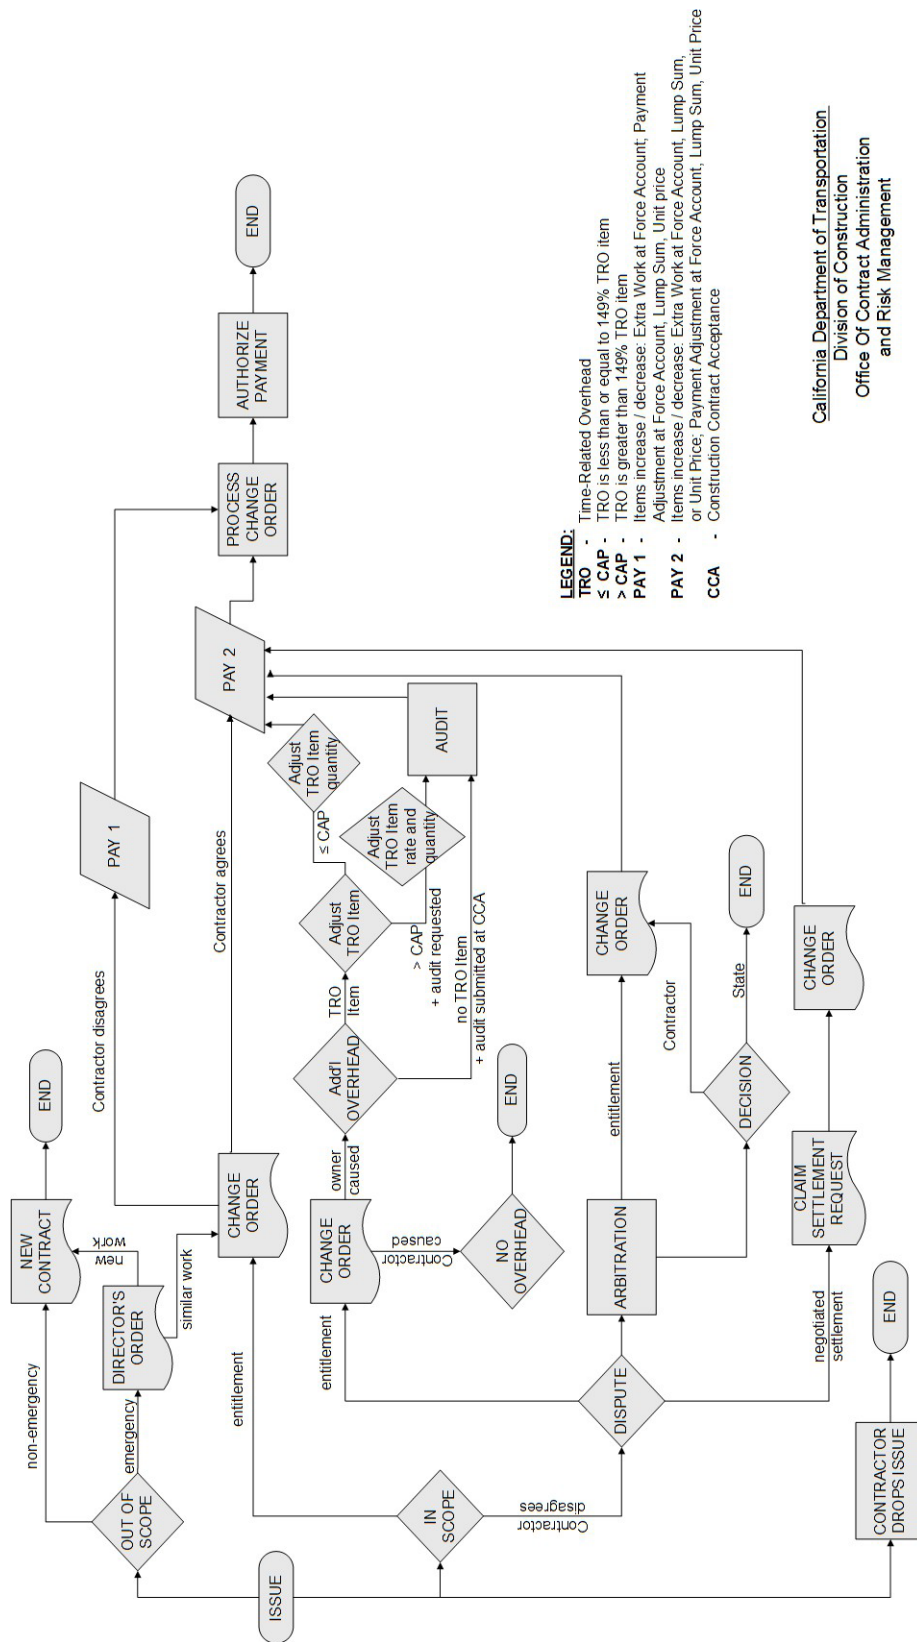 ISSUE
OUT OF
SCOPE
non-emergency
emergency
DIRECTOR'S
ORDER
new
work
similar work
NEW
CONTRACT
END
IN
SCOPE
entitlement
Contractor
disagrees
CHANGE
ORDER
Contractor disagrees
Contractor agrees
PAY 1
PAY 2
PROCESS
CHANGE
ORDER
AUTHORIZE
PAYMENT
END
DISPUTE
entitlement
CHANGE
ORDER
owner
caused
Contractor
caused
NO
OVERHEAD
END
Add'l
OVERHEAD
TRO
Item
Adjust
TRO Item
≤ CAP
Adjust
TRO Item
quantity
> CAP
+ audit requested
Adjust
TRO Item
rate and
quantity
no TRO Item
+ audit submitted at CCA
AUDIT
ARBITRATION
entitlement
CHANGE
ORDER
DECISION
Contractor
State
END
negotiated
settlement
CLAIM
SETTLEMENT
REQUEST
CHANGE
ORDER
CONTRACTOR
DROPS ISSUE
END
LEGEND:
TRO - Time-Related Overhead
≤ CAP - TRO is less than or equal to 149% TRO item
> CAP - TRO is greater than 149% TRO item
PAY 1 - Items increase / decrease: Extra Work at Force Account; Payment
Adjustment at Force Account, Lump Sum, Unit price
PAY 2 - Items increase / decrease: Extra Work at Force Account, Lump Sum,
or Unit Price; Payment Adjustment at Force Account, Lump Sum, Unit Price
CCA - Construction Contract Acceptance
California Department of Transportation
Division of Construction
Office Of Contract Administration
and Risk Management